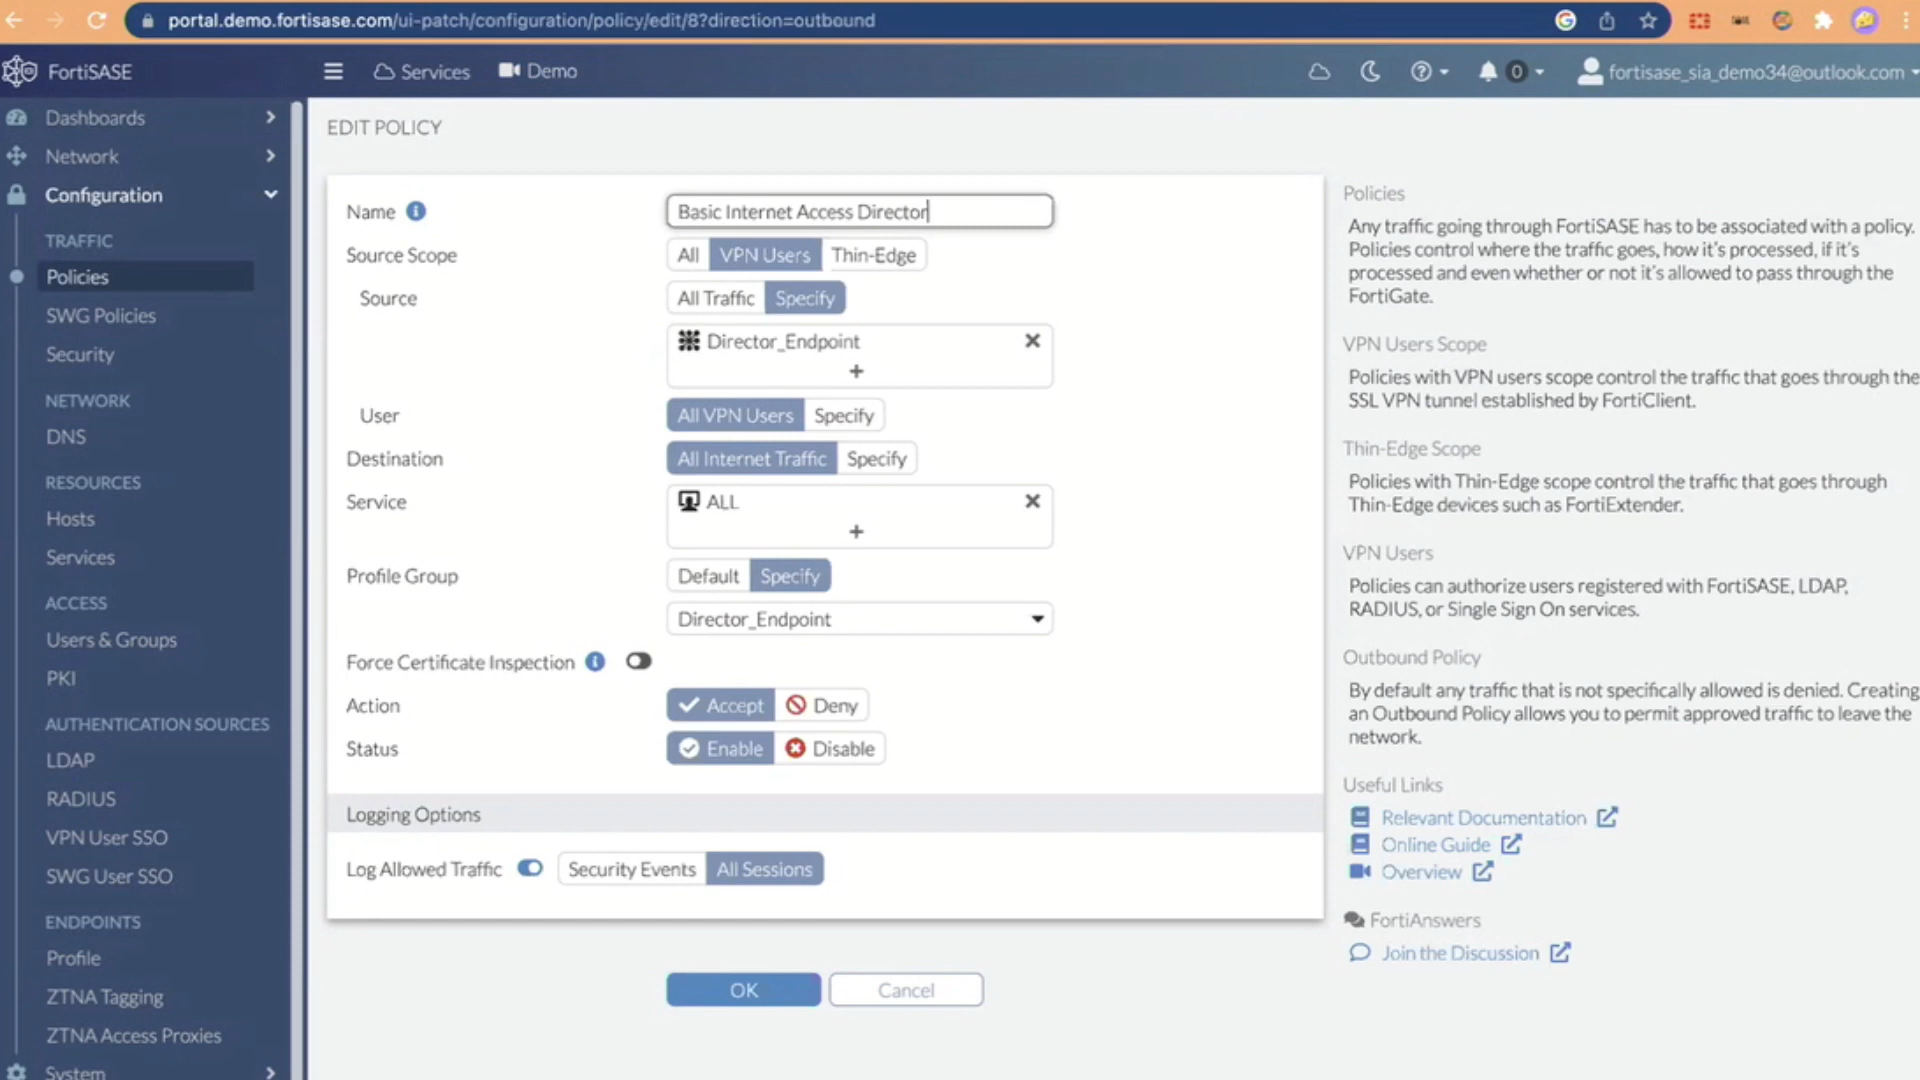 portal.demo.fortisase.com/ui-patch/configuration/policy/edit/8?direction=outbound
FortiSASE
Services
Demo
0
fortisase_sia_demo34@outlook.com
Dashboards
Network
Configuration
TRAFFIC
Policies
SWG Policies
Security
NETWORK
DNS
RESOURCES
Hosts
Services
ACCESS
Users & Groups
PKI
AUTHENTICATION SOURCES
LDAP
RADIUS
VPN User SSO
SWG User SSO
ENDPOINTS
Profile
ZTNA Tagging
ZTNA Access Proxies
System
EDIT POLICY
Name
Basic Internet Access Director
Source Scope
All VPN Users Thin-Edge
Source
All Traffic Specify
Director_Endpoint
+
User
All VPN Users Specify
Destination
All Internet Traffic Specify
Service
ALL
+
Profile Group
Default Specify
Director_Endpoint
Force Certificate Inspection
Action
Accept Deny
Status
Enable Disable
Logging Options
Log Allowed Traffic
Security Events All Sessions
OK
Cancel
Policies
Any traffic going through FortiSASE has to be associated with a policy.
Policies control where the traffic goes, how it's processed, if it's
processed and even whether or not it's allowed to pass through the
FortiGate.
VPN Users Scope
Policies with VPN users scope control the traffic that goes through the
SSL VPN tunnel established by FortiClient.
Thin-Edge Scope
Policies with Thin-Edge scope control the traffic that goes through
Thin-Edge devices such as FortiExtender.
VPN Users
Policies can authorize users registered with FortiSASE, LDAP,
RADIUS, or Single Sign On services.
Outbound Policy
By default any traffic that is not specifically allowed is denied. Creating
an Outbound Policy allows you to permit approved traffic to leave the
network.
Useful Links
Relevant Documentation
Online Guide
Overview
FortiAnswers
Join the Discussion